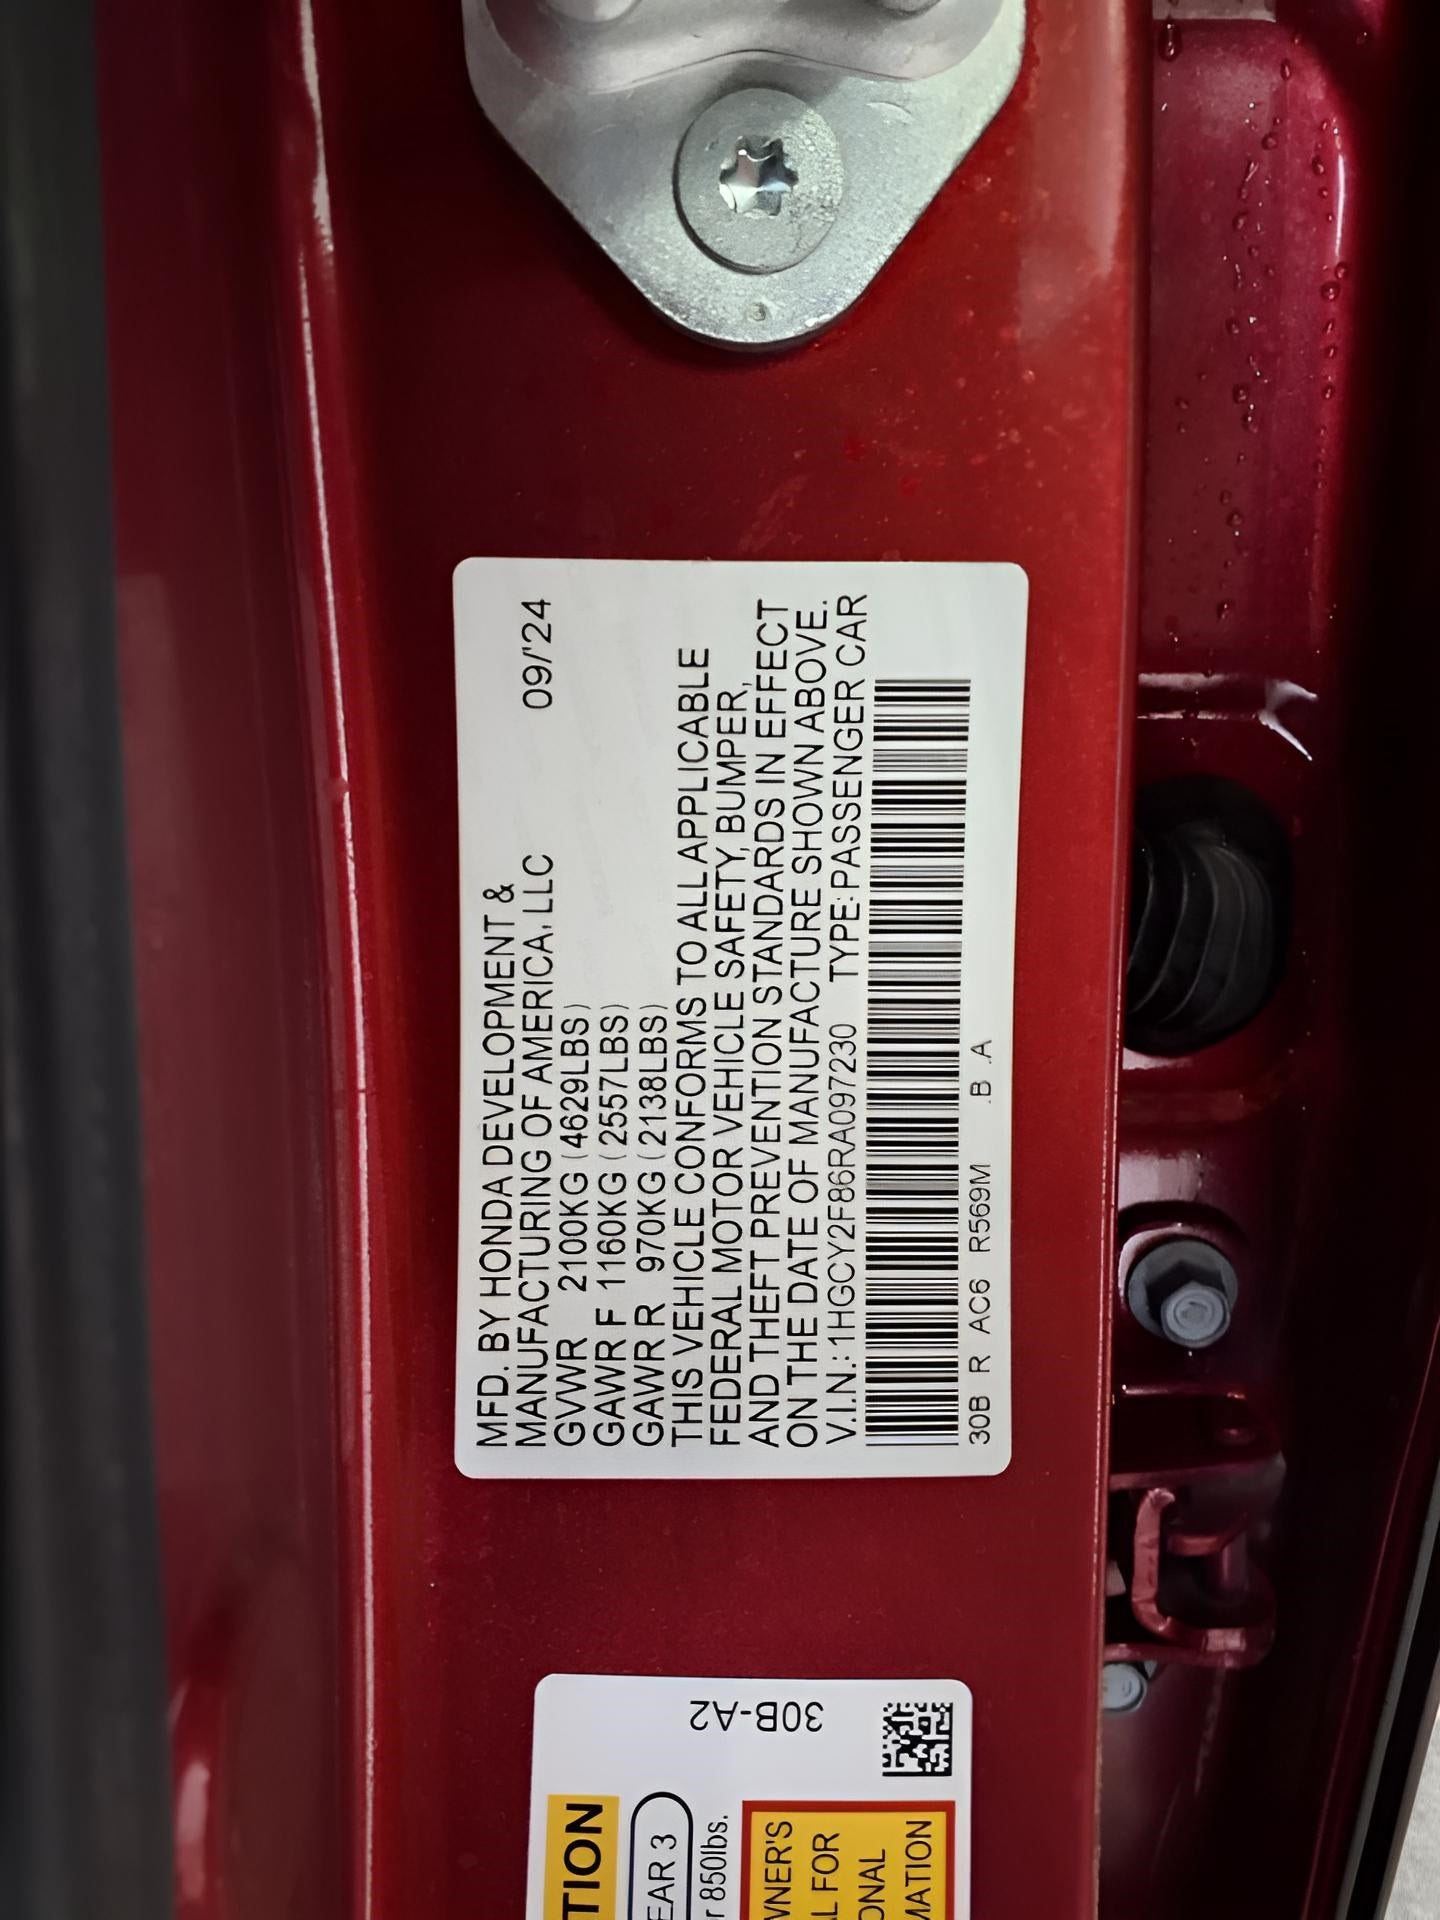 MFD. BY HONDA DEVELOPMENT &
MANUFACTURING OF AMERICA, LLC 09/'24
GVWR 2100KG (4629LBS)
GAWR F 1160KG (2557LBS)
GAWR R 970KG (2138LBS)
THIS VEHICLE CONFORMS TO ALL APPLICABLE
FEDERAL MOTOR VEHICLE SAFETY, BUMPER,
AND THEFT PREVENTION STANDARDS IN EFFECT
ON THE DATE OF MANUFACTURE SHOWN ABOVE.
V.I.N.: 1HGCY2F86RA097230 TYPE: PASSENGER CAR
30B R AC6 R569M .B .A
30B-A2
TION
EAR 3
r 850lbs.
WNER'S
L FOR
ONAL
MATION